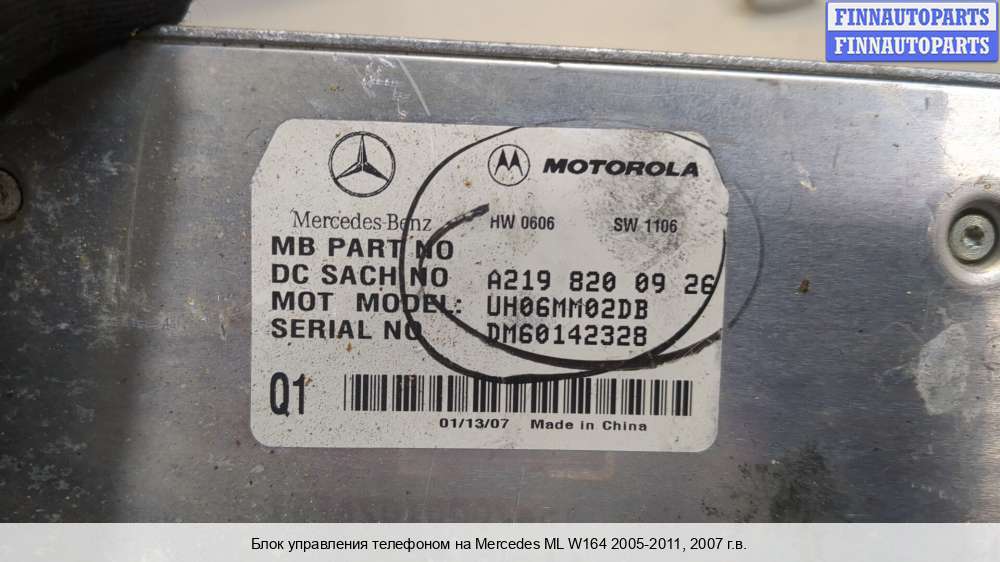 FINNAUTOPARTS
FINNAUTOPARTS
MOTOROLA
Mercedes-Benz
HW 0606 SW 1106
MB PART NO
DC SACH NO A219 820 09 26
MOT MODEL: UH06MM02DB
SERIAL NO DM60142328
Q1
01/13/07 Made in China
Блок управления телефоном на Mercedes ML W164 2005-2011, 2007 г.в.